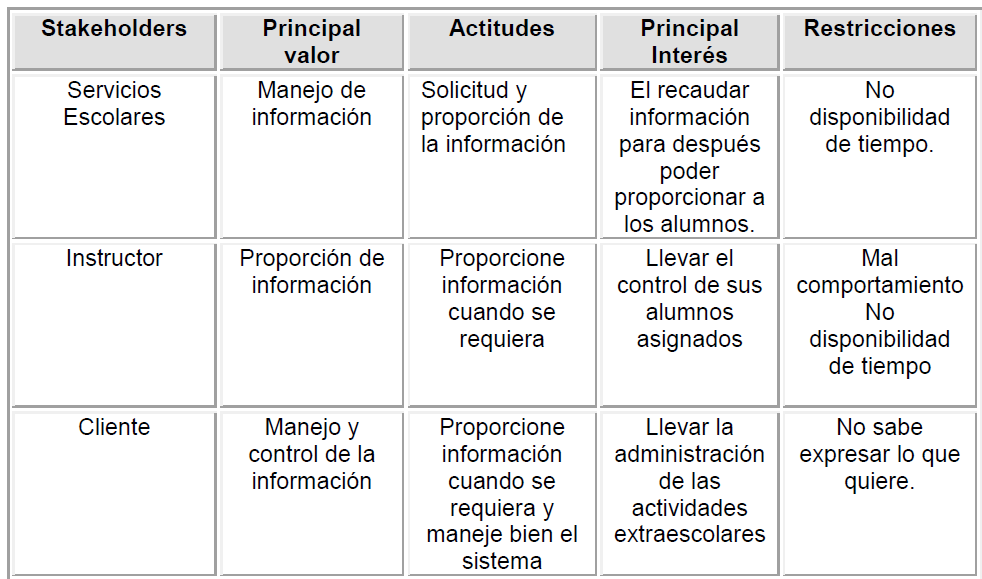 Stakeholders
Principal
valor
Actitudes
Principal
Interés
Restricciones
Servicios
Escolares
Manejo de
información
Solicitud y
proporción de
la información
El recaudar
información
para después
poder
proporcionar a
los alumnos.
No
disponibilidad
de tiempo.
Instructor
Proporción de
información
Proporcione
información
cuando se
requiera
Llevar el
control de sus
alumnos
asignados
Mal
comportamiento
No
disponibilidad
de tiempo
Cliente
Manejo y
control de la
información
Proporcione
información
cuando se
requiera y
maneje bien el
sistema
Llevar la
administración
de las
actividades
extraescolares
No sabe
expresar lo que
quiere.